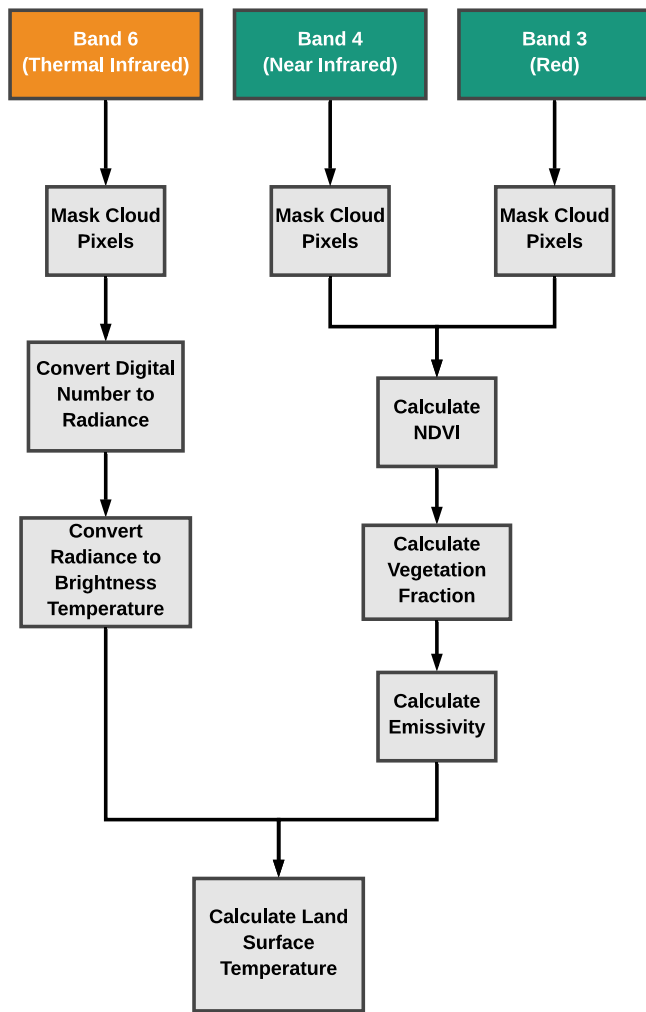 Band 6
(Thermal Infrared)
Band 4
(Near Infrared)
Band 3
(Red)
Mask Cloud
Pixels
Mask Cloud
Pixels
Mask Cloud
Pixels
Convert Digital
Number to
Radiance
Calculate
NDVI
Convert
Radiance to
Brightness
Temperature
Calculate
Vegetation
Fraction
Calculate
Emissivity
Calculate Land
Surface
Temperature